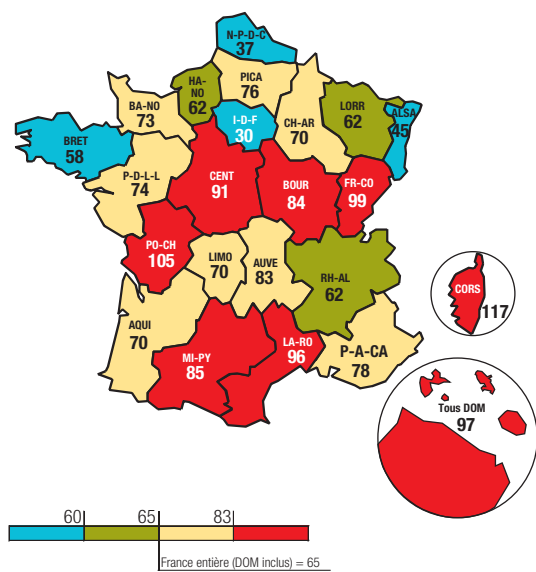 N-P-D-C
37
HA-
NO
62
PICA
76
BA-NO
73
I-D-F
30
CH-AR
70
LORR
62
ALSA
45
BRET
58
P-D-L-L
74
CENT
91
BOUR
84
FR-CO
99
PO-CH
105
LIMO
70
AUVE
83
RH-AL
62
CORS
117
AQUI
70
MI-PY
85
LA-RO
96
P-A-CA
78
Tous DOM
97
60 65 83
France entière (DOM inclus) = 65